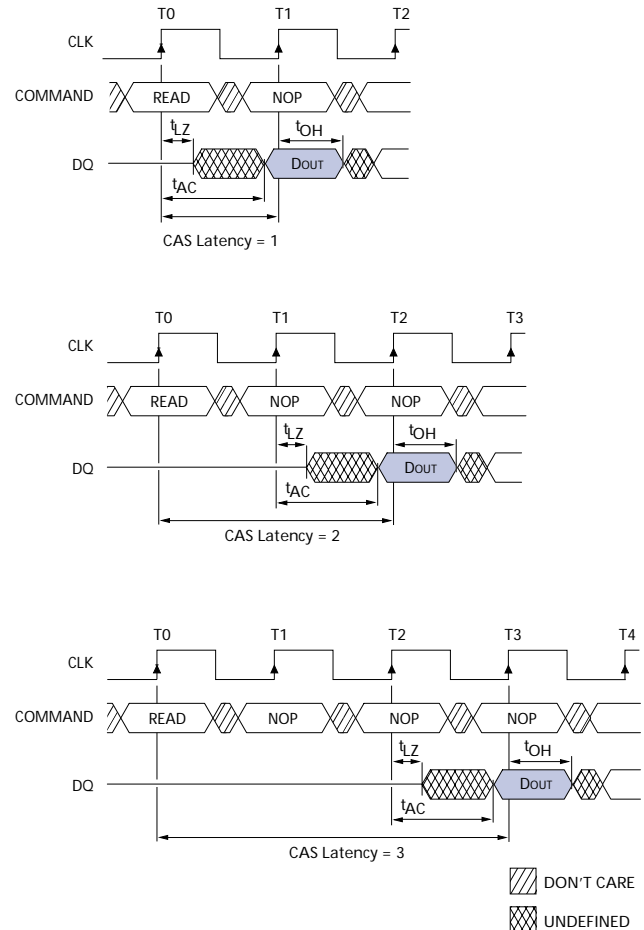 T0 T1 T2
CLK
COMMAND READ NOP
tLZ tOH
DQ DOUT
tAC
CAS Latency = 1
T0 T1 T2 T3
CLK
COMMAND READ NOP NOP
tLZ tOH
DQ DOUT
tAC
CAS Latency = 2
T0 T1 T2 T3 T4
CLK
COMMAND READ NOP NOP NOP
tLZ tOH
DQ DOUT
tAC
CAS Latency = 3
DON'T CARE
UNDEFINED